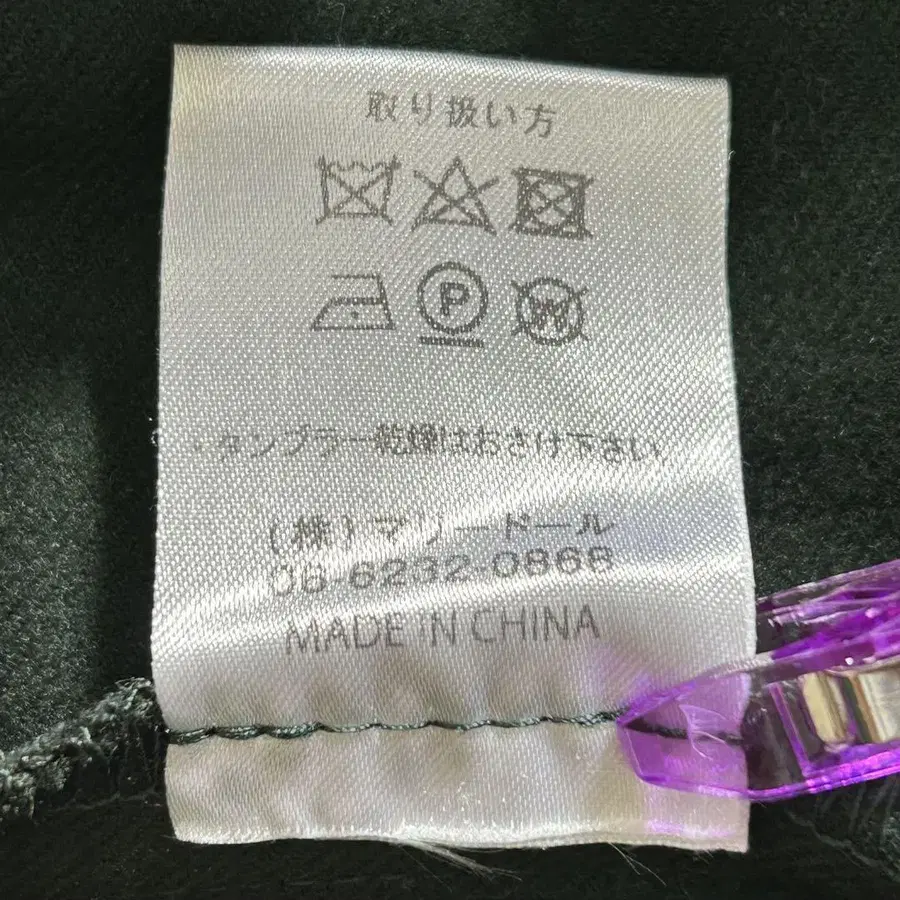 取り扱い方
P
W
・タンブラー乾燥はおさけ下さい
(株)マリードール
06-6232-0868
MADE IN CHINA